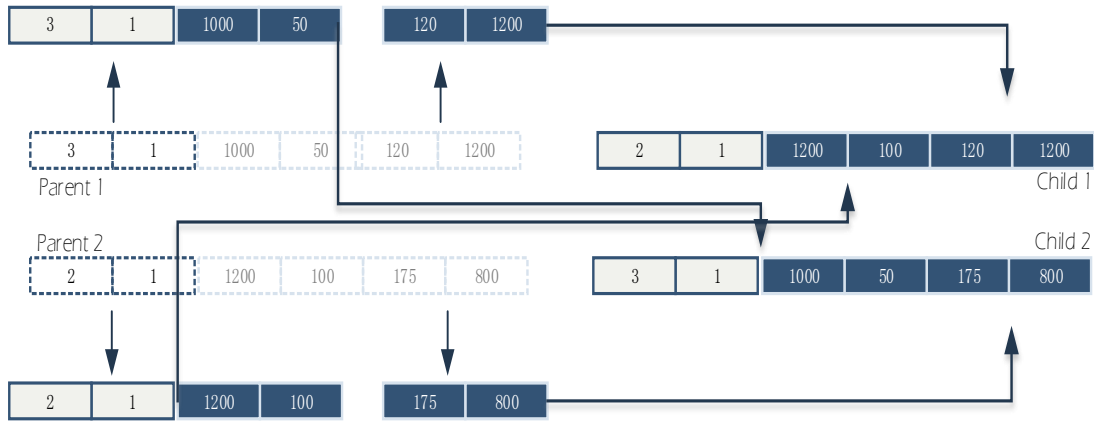 3 1 1000 50 120 1200
3 1 1000 50 120 1200
Parent 1
2 1 1200 100 120 1200
Child 1
Parent 2
2 1 1200 100 175 800
Child 2
3 1 1000 50 175 800
2 1 1200 100 175 800